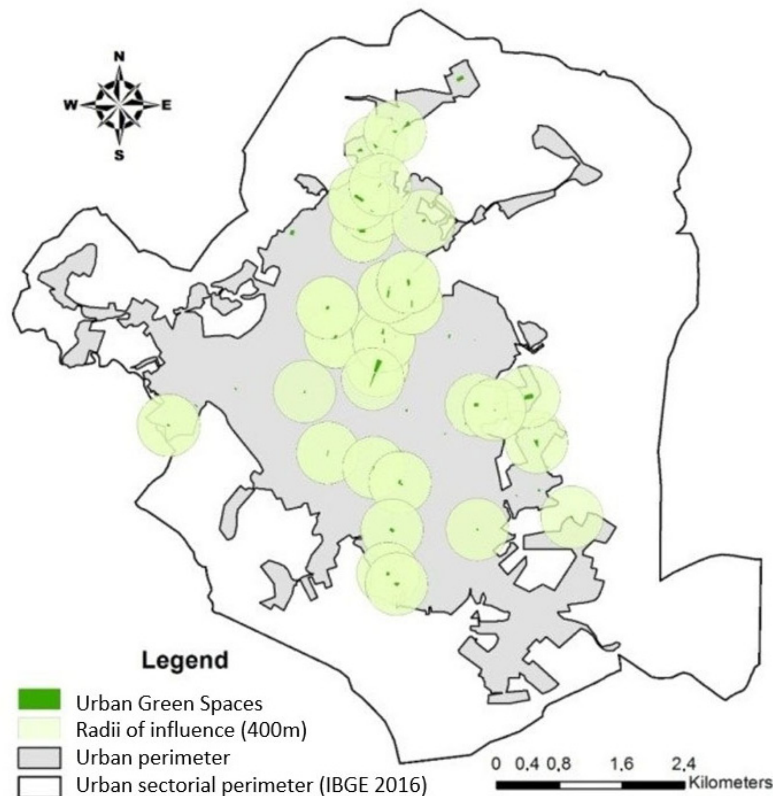 N
W E
S
Legend
Urban Green Spaces
Radii of influence (400m)
Urban perimeter
Urban sectorial perimeter (IBGE 2016)
0 0,4 0,8 1,6 2,4
Kilometers